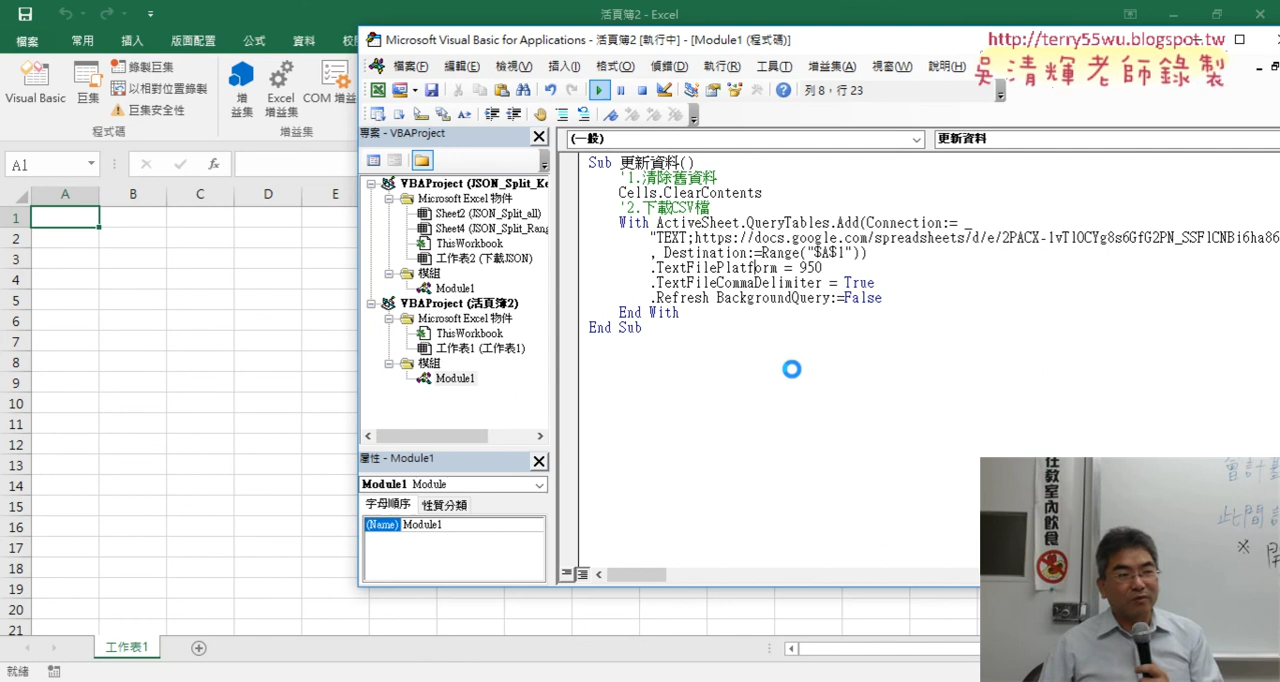 活頁簿2 - Excel
檔案 常用 插入 版面配置 公式 資料
Visual Basic 巨集 錄製巨集 以相對位置錄製 巨集安全性
增益集 Excel 增益集 COM 增益
程式碼 增益集
A1 fx
A B C D E
1
2
3
4
5
6
7
8
9
10
11
12
13
14
15
16
17
18
19
20
21
工作表1
就緒
Microsoft Visual Basic for Applications - 活頁簿2 [執行中] - [Module1 (程式碼)]
http://terry55wu.blogspot.tw
吳清輝老師錄製
檔案(F) 編輯(E) 檢視(V) 插入(I) 格式(O) 偵錯(D) 執行(R) 工具(T) 增益集(A) 視窗(W) 說明(H)
列 8，行 23
專案 - VBAProject
VBAProject (JSON_Split_Ke
Microsoft Excel 物件
Sheet2 (JSON_Split_all)
Sheet4 (JSON_Split_Rang
ThisWorkbook
工作表2 (下載JSON)
模組
Module1
VBAProject (活頁簿2)
Microsoft Excel 物件
ThisWorkbook
工作表1 (工作表1)
模組
Module1
屬性 - Module1
Module1 Module
字母順序 性質分類
(Name) Module1
(一般) 更新資料
Sub 更新資料()
'1.清除舊資料
Cells.ClearContents
'2.下載CSV檔
With ActiveSheet.QueryTables.Add(Connection:= _
"TEXT;https://docs.google.com/spreadsheets/d/e/2PACX-1vTlOCYg8s6GfG2PN_SSFlCNBi6ha86
, Destination:=Range("$A$1"))
.TextFilePlatform = 950
.TextFileCommaDelimiter = True
.Refresh BackgroundQuery:=False
End With
End Sub
在教室內飲食
會計
此間
※ 開